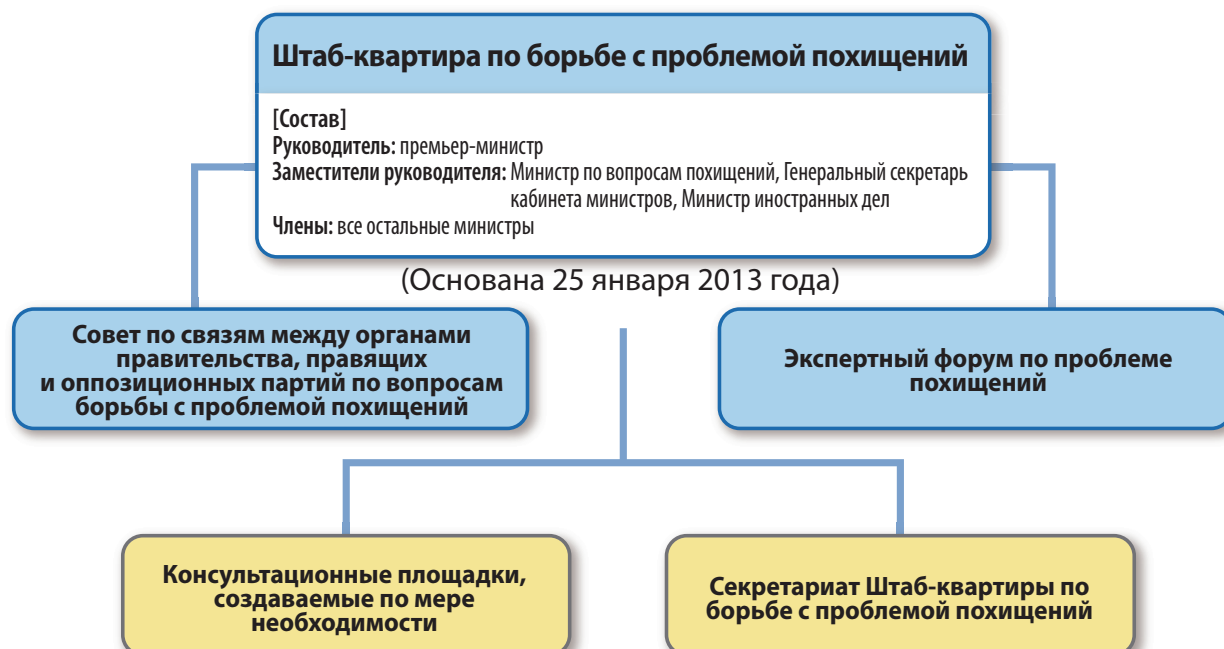 Штаб-квартира по борьбе с проблемой похищений
[Состав]
Руководитель: премьер-министр
Заместители руководителя: Министр по вопросам похищений, Генеральный секретарь
кабинета министров, Министр иностранных дел
Члены: все остальные министры
(Основана 25 января 2013 года)
Совет по связям между органами
правительства, правящих
и оппозиционных партий по вопросам
борьбы с проблемой похищений
Экспертный форум по проблеме
похищений
Консультационные площадки,
создаваемые по мере
необходимости
Секретариат Штаб-квартиры по
борьбе с проблемой похищений